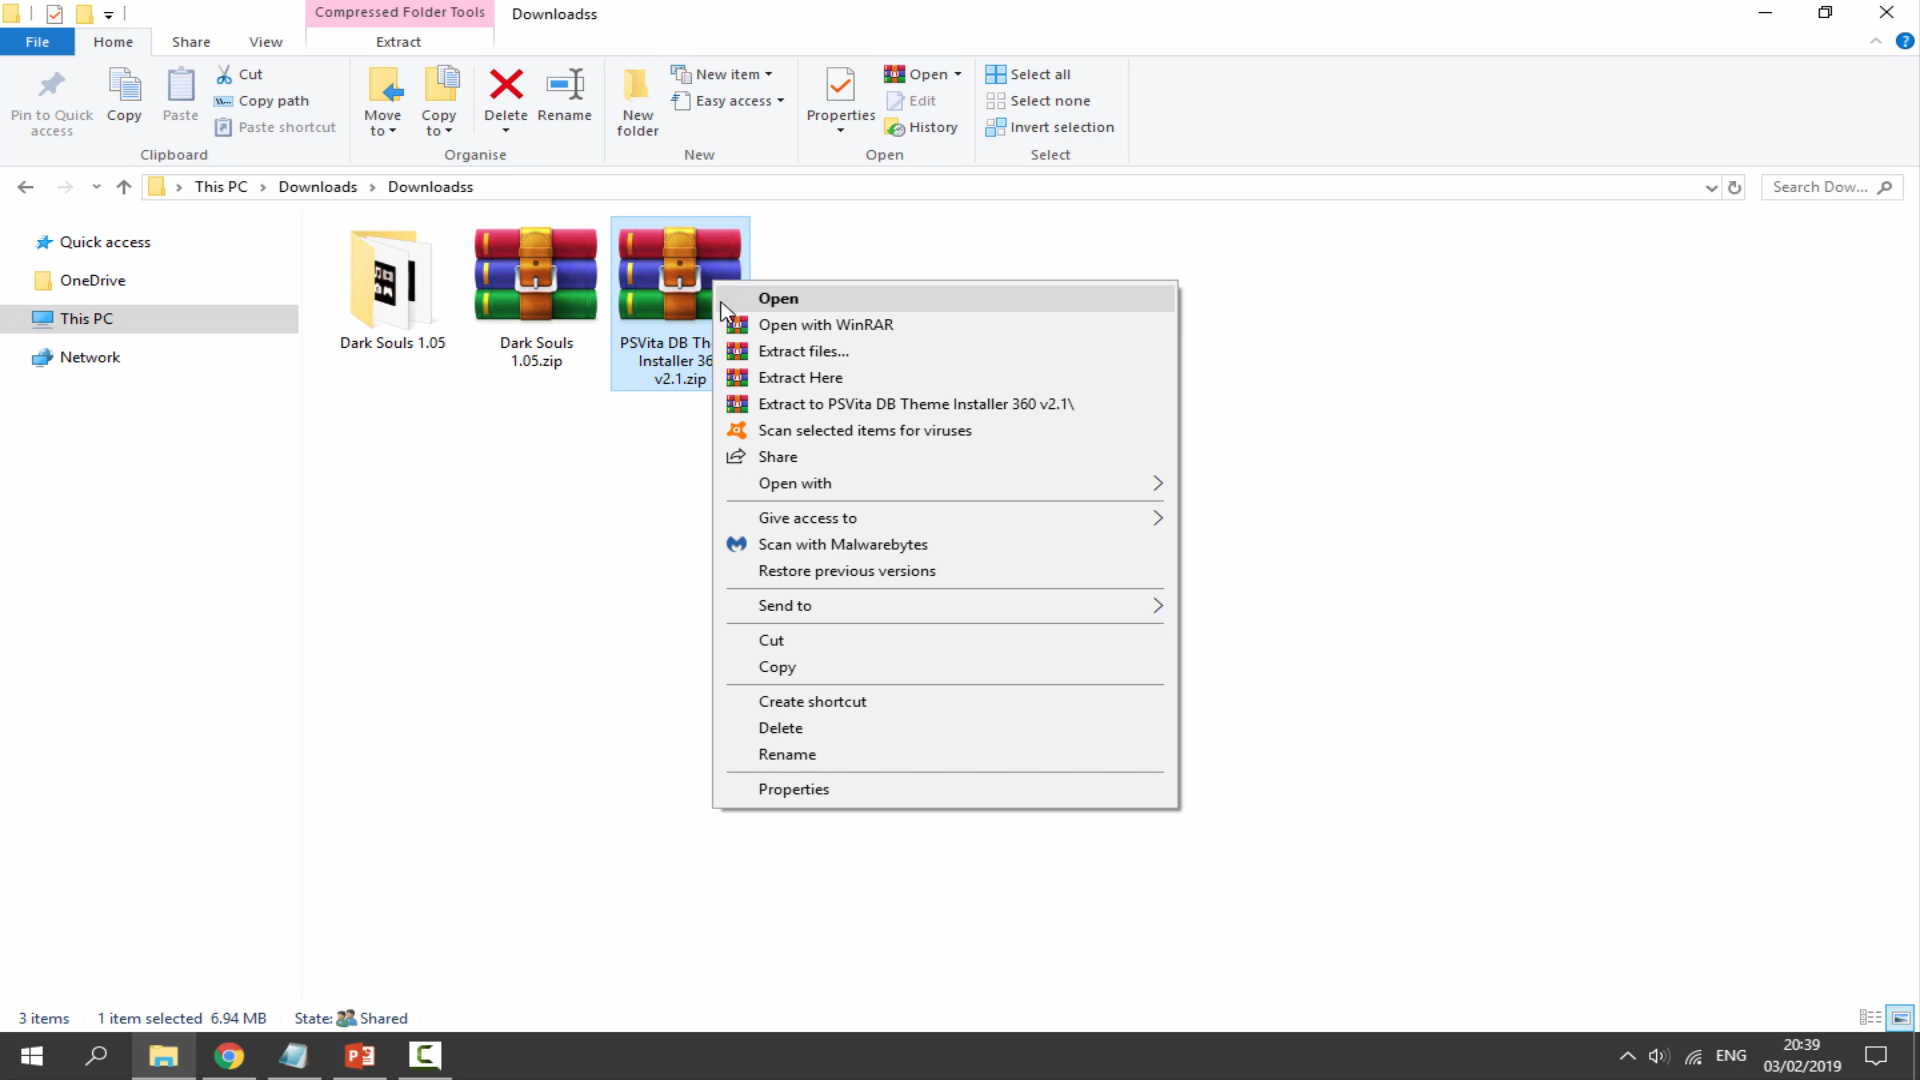 Compressed Folder Tools
Downloadss
File
Home
Share
View
Extract
Pin to Quick
access
Copy
Paste
Cut
Copy path
Paste shortcut
Clipboard
Move
to
Copy
to
Delete
Rename
Organise
New
folder
New item
Easy access
New
Properties
Open
Edit
History
Open
Select all
Select none
Invert selection
Select
This PC
Downloads
Downloadss
Search Dow...
Quick access
OneDrive
This PC
Network
Dark Souls 1.05
Dark Souls
1.05.zip
PSVita DB Th
Installer 36
v2.1.zip
Open
Open with WinRAR
Extract files...
Extract Here
Extract to PSVita DB Theme Installer 360 v2.1\
Scan selected items for viruses
Share
Open with
Give access to
Scan with Malwarebytes
Restore previous versions
Send to
Cut
Copy
Create shortcut
Delete
Rename
Properties
3 items
1 item selected 6.94 MB
State: Shared
ENG
20:39
03/02/2019